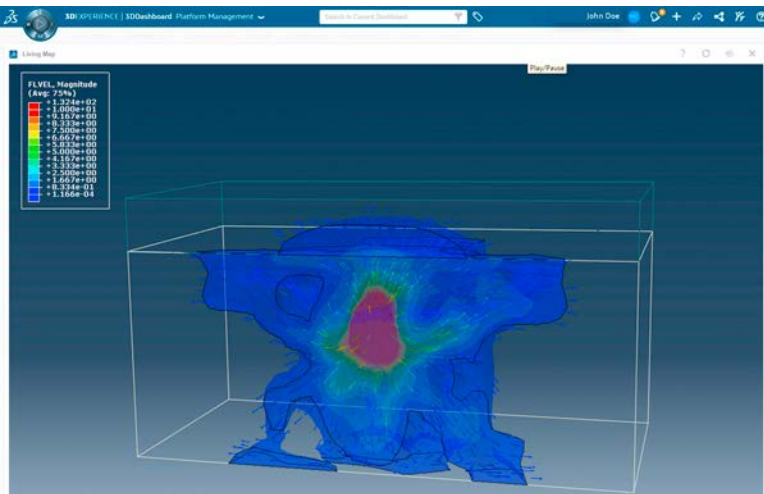 3DEXPERIENCE | 3DDashboard Platform Management
Search in Current Dashboard
John Doe
Living Map
Play/Pause
FLVEL, Magnitude
(Avg: 75%)
+1.324e+02
+1.000e+01
+9.167e+00
+8.333e+00
+7.500e+00
+6.667e+00
+5.833e+00
+5.000e+00
+4.167e+00
+3.333e+00
+2.500e+00
+1.667e+00
+8.334e-01
+1.166e-04